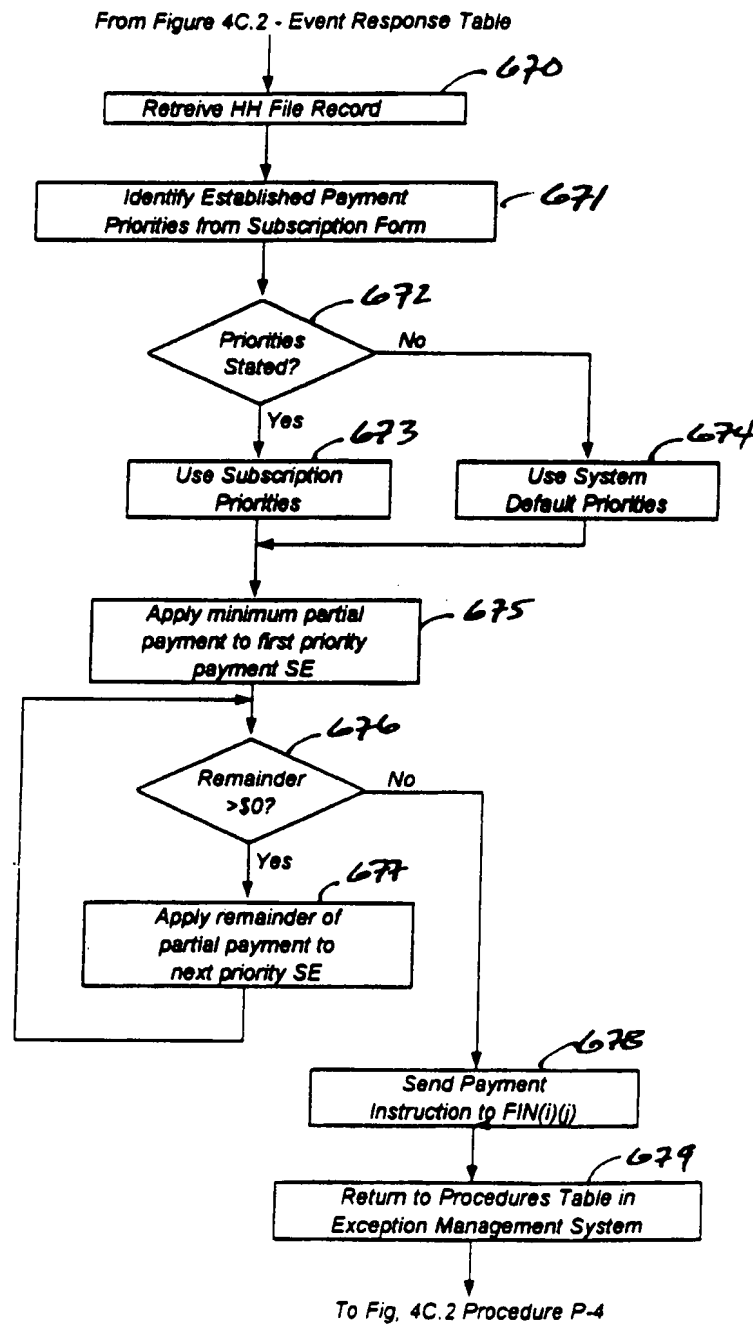 From Figure 4C.2 - Event Response Table
670
Retreive HH File Record
Identify Established Payment
Priorities from Subscription Form
671
672
Priorities
Stated?
No
Yes
673
674
Use Subscription
Priorities
Use System
Default Priorities
Apply minimum partial
payment to first priority
payment SE
675
676
Remainder
>$0?
No
Yes
677
Apply remainder of
partial payment to
next priority SE
678
Send Payment
Instruction to FIN(i)(j)
679
Return to Procedures Table in
Exception Management System
To Fig, 4C.2 Procedure P-4